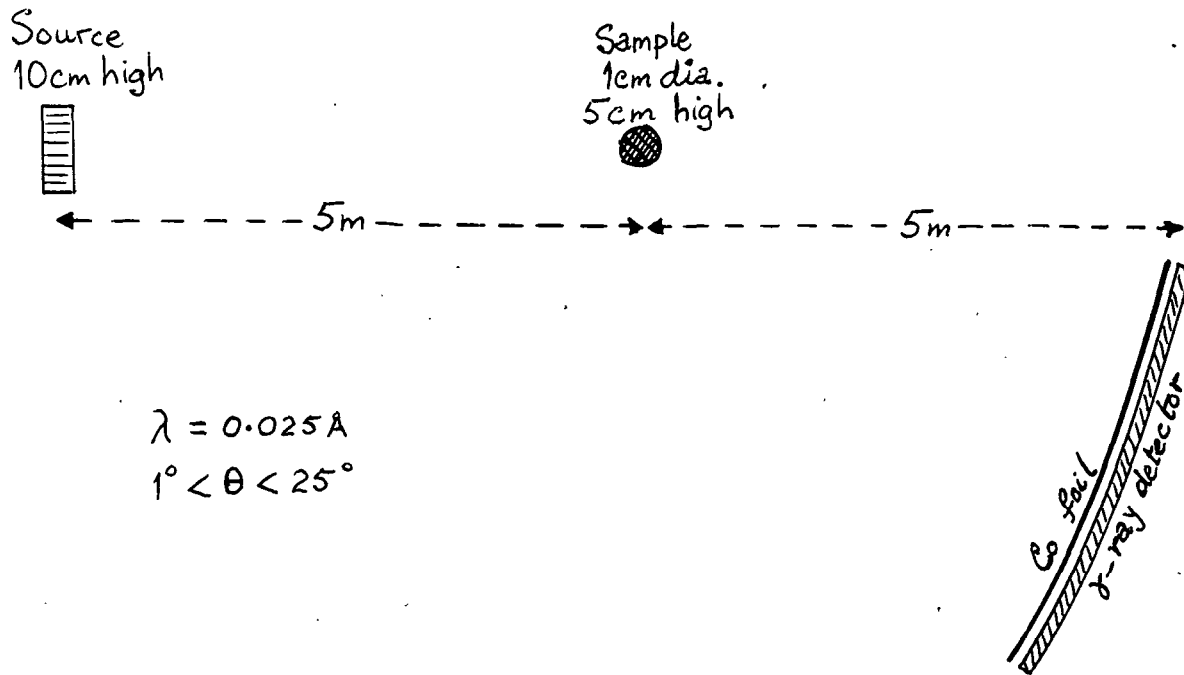 Source
10cm high
Sample
1cm dia.
5cm high
5m
5m
λ = 0.025Å
1° < θ < 25°
Co foil
γ-ray detector